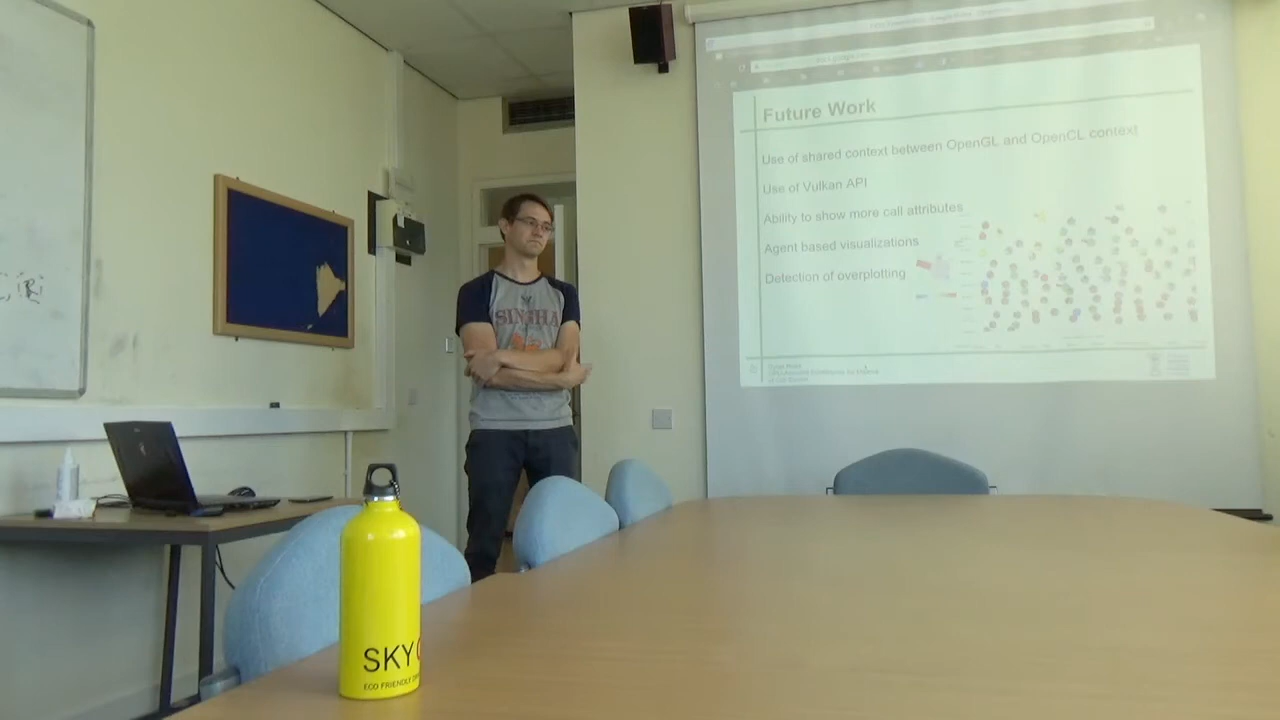 Future Work
Use of shared context between OpenGL and OpenCL context
Use of Vulkan API
Ability to show more call attributes
Agent based visualizations
Detection of overplotting
SINGHA
SKY
ECO FRIENDLY